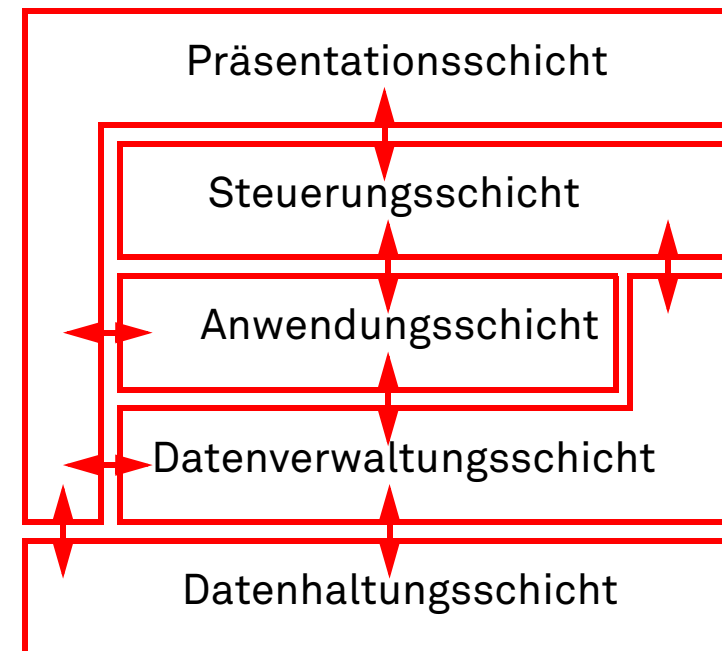 Präsentationsschicht
Steuerungsschicht
Anwendungsschicht
Datenverwaltungsschicht
Datenhaltungsschicht